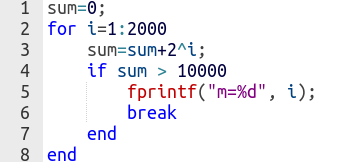 1 sum=0;
2 for i=1:2000
3     sum=sum+2^i;
4     if sum > 10000
5         fprintf("m=%d", i);
6         break
7     end
8 end